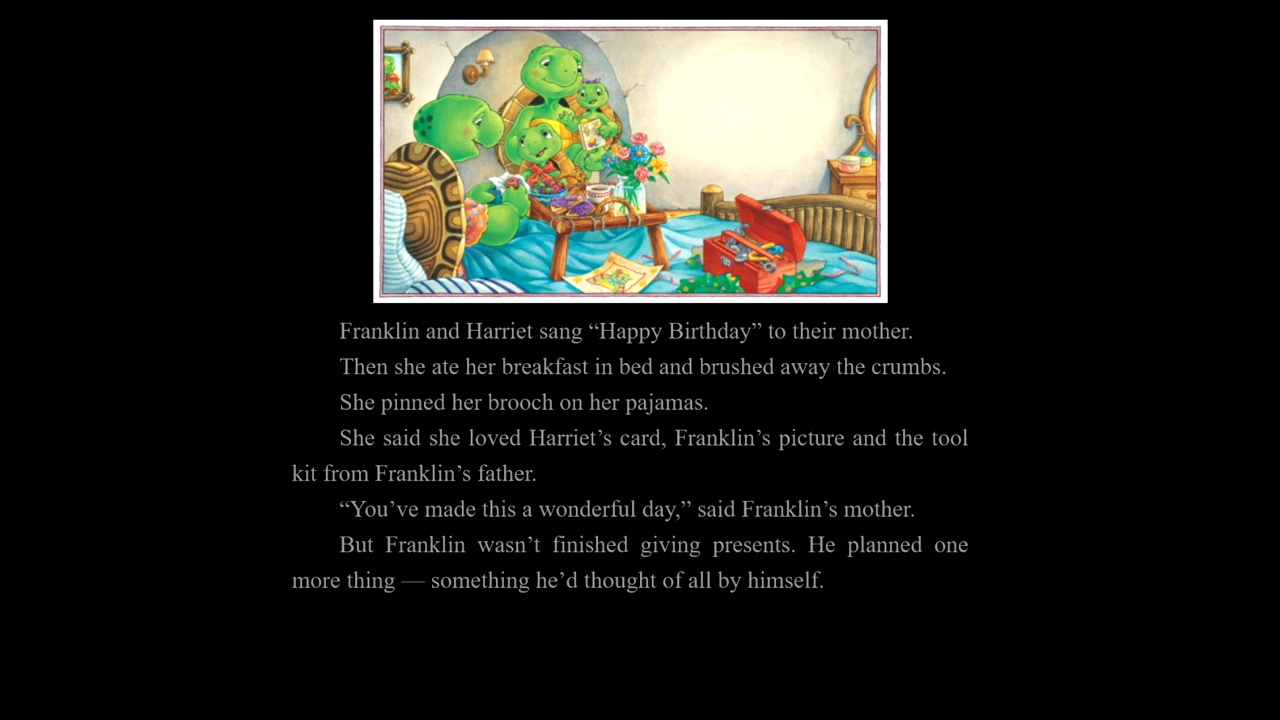 Franklin and Harriet sang “Happy Birthday” to their mother.
Then she ate her breakfast in bed and brushed away the crumbs.
She pinned her brooch on her pajamas.
She said she loved Harriet’s card, Franklin’s picture and the tool
kit from Franklin’s father.
“You’ve made this a wonderful day,” said Franklin’s mother.
But Franklin wasn’t finished giving presents. He planned one
more thing — something he’d thought of all by himself.